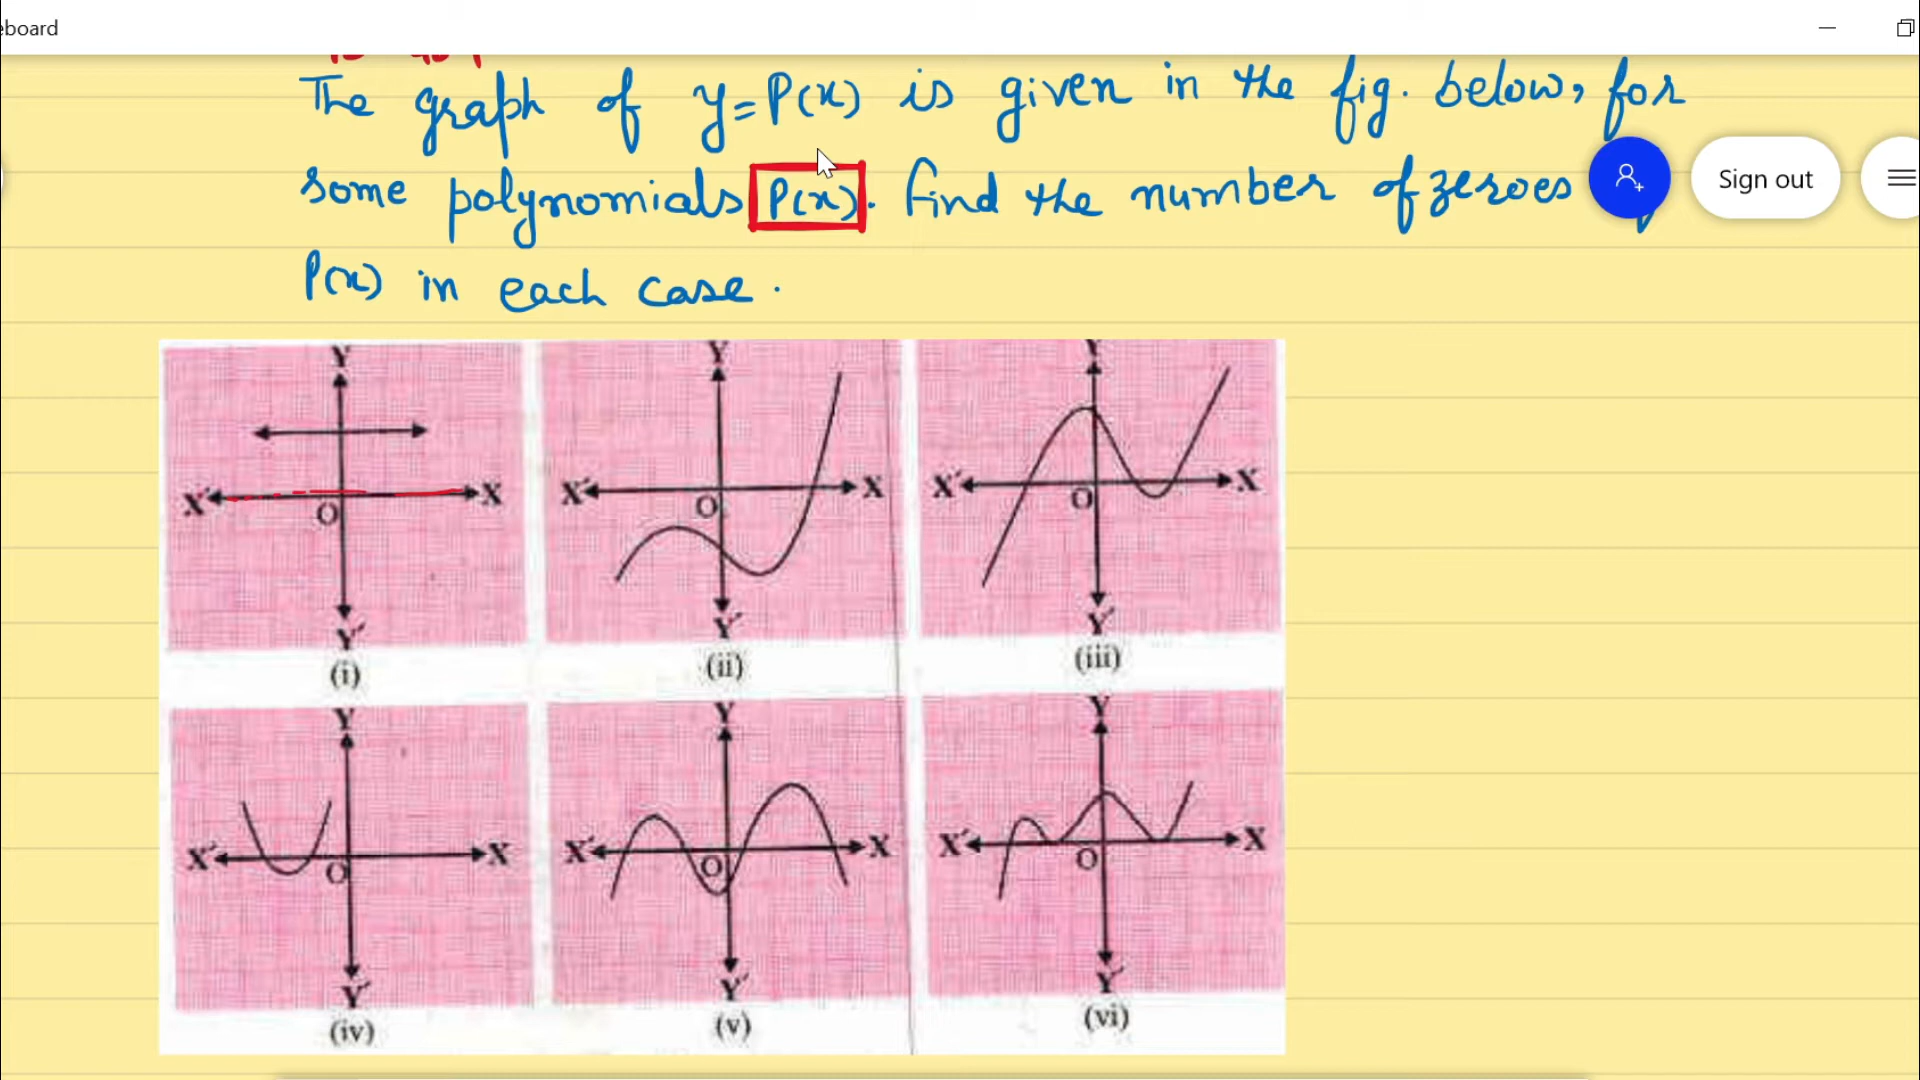 eboard
The graph of y=P(x) is given in the fig. below, for
some polynomials P(x). Find the number of zeroes
Sign out
P(x) in each case.
Y Y Y
X' O X X' O X X' O X
Y' Y' Y'
(i) (ii) (iii)
Y Y Y
X' O X X' O X X' O X
Y' Y' Y'
(iv) (v) (vi)